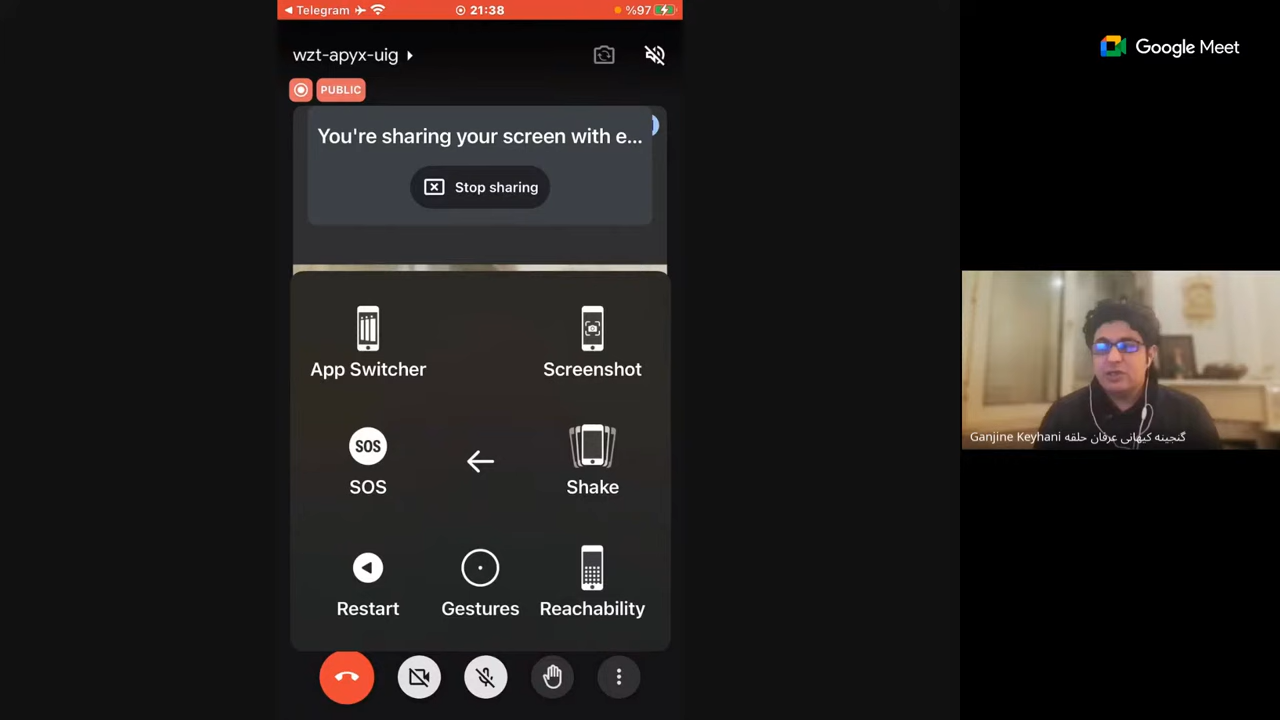 Telegram
21:38
%97
wzt-apyx-uig
PUBLIC
You're sharing your screen with e...
Stop sharing
App Switcher
Screenshot
SOS
SOS
Shake
Restart
Gestures
Reachability
Google Meet
Ganjine Keyhani گنجینه کیهانی عرفان حلقه